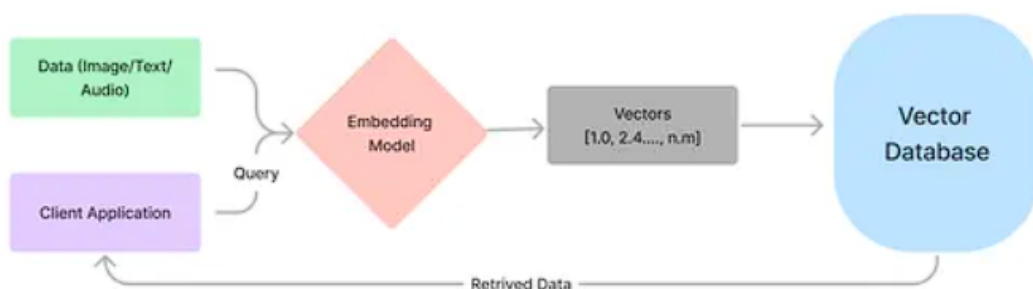 Data (Image/Text/
Audio)
Embedding
Model
Vectors
[1.0, 2.4...., n.m]
Vector
Database
Query
Client Application
Retrived Data